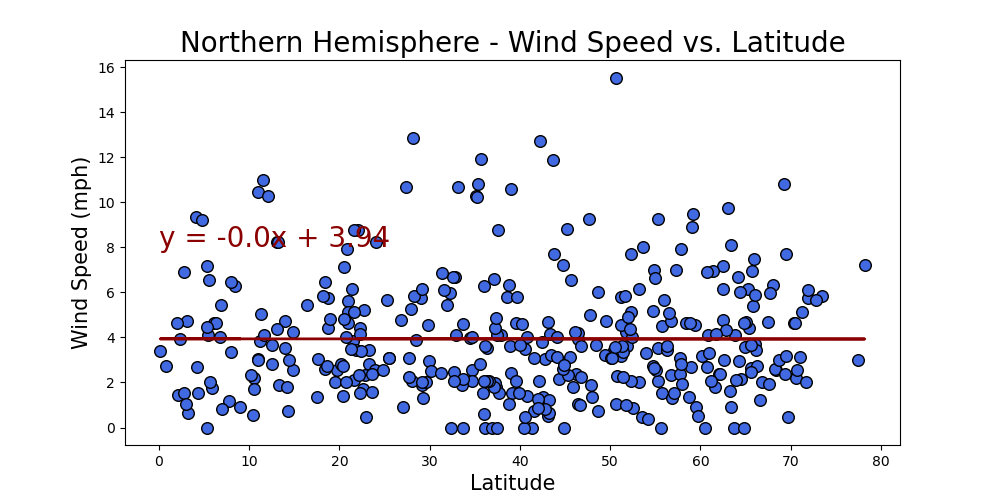 Northern Hemisphere - Wind Speed vs. Latitude
Wind Speed (mph)
16
14
12
10
8
6
4
2
0
y = -0.0x + 3.94
0 10 20 30 40 50 60 70 80
Latitude